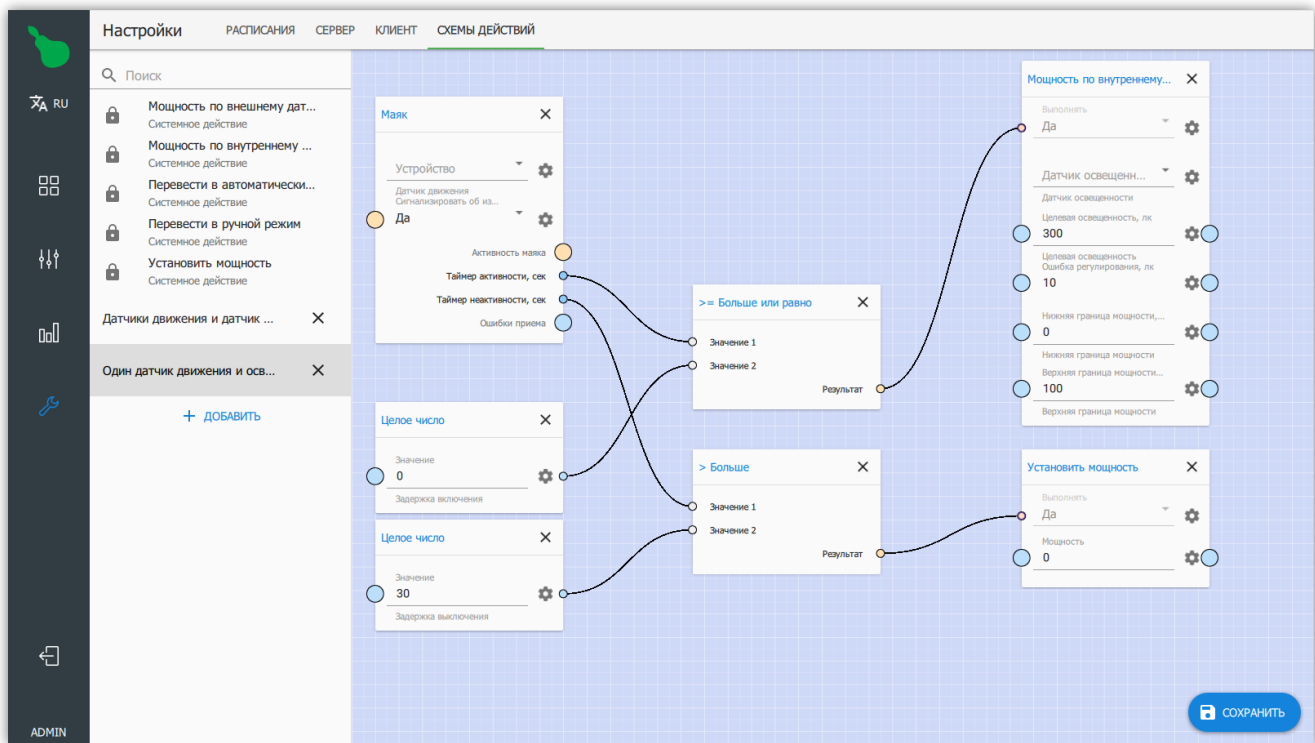 Настройки
РАСПИСАНИЯ
СЕРВЕР
КЛИЕНТ
СХЕМЫ ДЕЙСТВИЙ
RU
ADMIN
Поиск
Мощность по внешнему дат...
Системное действие
Мощность по внутреннему ...
Системное действие
Перевести в автоматически...
Системное действие
Перевести в ручной режим
Системное действие
Установить мощность
Системное действие
Датчики движения и датчик ...
Один датчик движения и осв...
+ ДОБАВИТЬ
Маяк
Устройство
Датчик движения
Сигнализировать об из...
Да
Активность маяка
Таймер активности, сек
Таймер неактивности, сек
Ошибки приема
Целое число
Значение
0
Задержка включения
Целое число
Значение
30
Задержка выключения
>= Больше или равно
Значение 1
Значение 2
Результат
> Больше
Значение 1
Значение 2
Результат
Мощность по внутреннему...
Выполнять
Да
Датчик освещенн...
Датчик освещенности
Целевая освещенность, лк
300
Целевая освещенность
Ошибка регулирования, лк
10
Нижняя граница мощности,...
0
Нижняя граница мощности
Верхняя граница мощности...
100
Верхняя граница мощности
Установить мощность
Выполнять
Да
Мощность
0
СОХРАНИТЬ